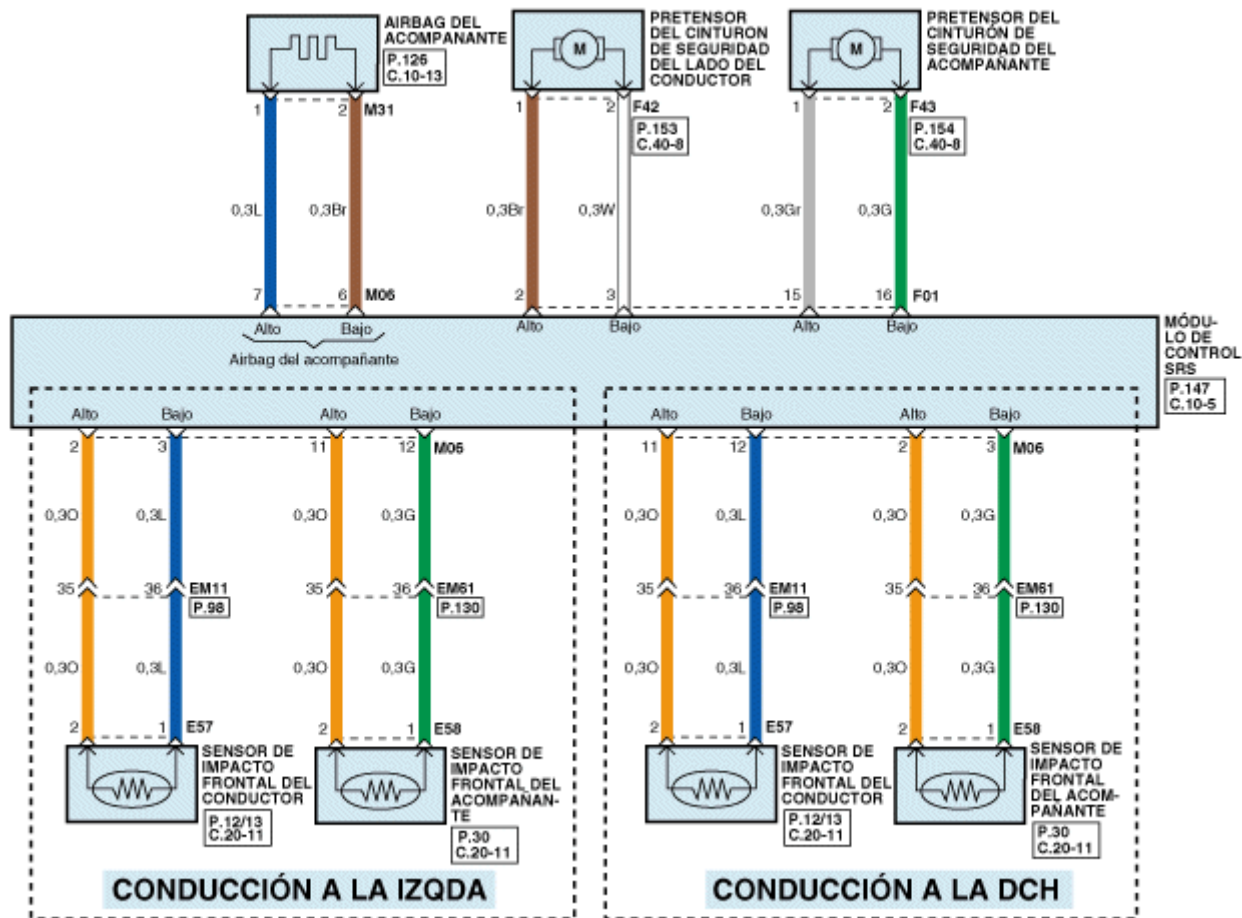 AIRBAG DEL
ACOMPANANTE
P.126
C.10-13
M
PRETENSOR
DEL CINTURON
DE SEGURIDAD
DEL LADO DEL
CONDUCTOR
M
PRETENSOR DEL
CINTURÓN DE
SEGURIDAD DEL
ACOMPAÑANTE
1 2 M31
1 2 F42
P.153
C.40-8
1 2 F43
P.154
C.40-8
0,3L 0,3Br 0,3Br 0,3W 0,3Gr 0,3G
7 6 M06 2 3 15 16 F01
Alto Bajo Alto Bajo Alto Bajo
Airbag del acompañante
MÓDU-
LO DE
CONTROL
SRS
P.147
C.10-5
Alto Bajo Alto Bajo Alto Bajo Alto Bajo
2 3 11 12 M06 11 12 2 3 M06
0,3O 0,3L 0,3O 0,3G 0,3O 0,3L 0,3O 0,3G
35 36 EM11 35 36 EM61 35 36 EM11 35 36 EM61
P.98 P.130 P.98 P.130
0,3O 0,3L 0,3O 0,3G 0,3O 0,3L 0,3O 0,3G
2 1 E57 2 1 E58 2 1 E57 2 1 E58
SENSOR DE
IMPACTO
FRONTAL DEL
CONDUCTOR
P.12/13
C.20-11
SENSOR DE
IMPACTO
FRONTAL DEL
ACOMPAÑAN-
TE
P.30
C.20-11
SENSOR DE
IMPACTO
FRONTAL DEL
CONDUCTOR
P.12/13
C.20-11
SENSOR DE
IMPACTO
FRONTAL
DEL ACOM-
PAÑANTE
P.30
C.20-11
CONDUCCIÓN A LA IZQDA
CONDUCCIÓN A LA DCH